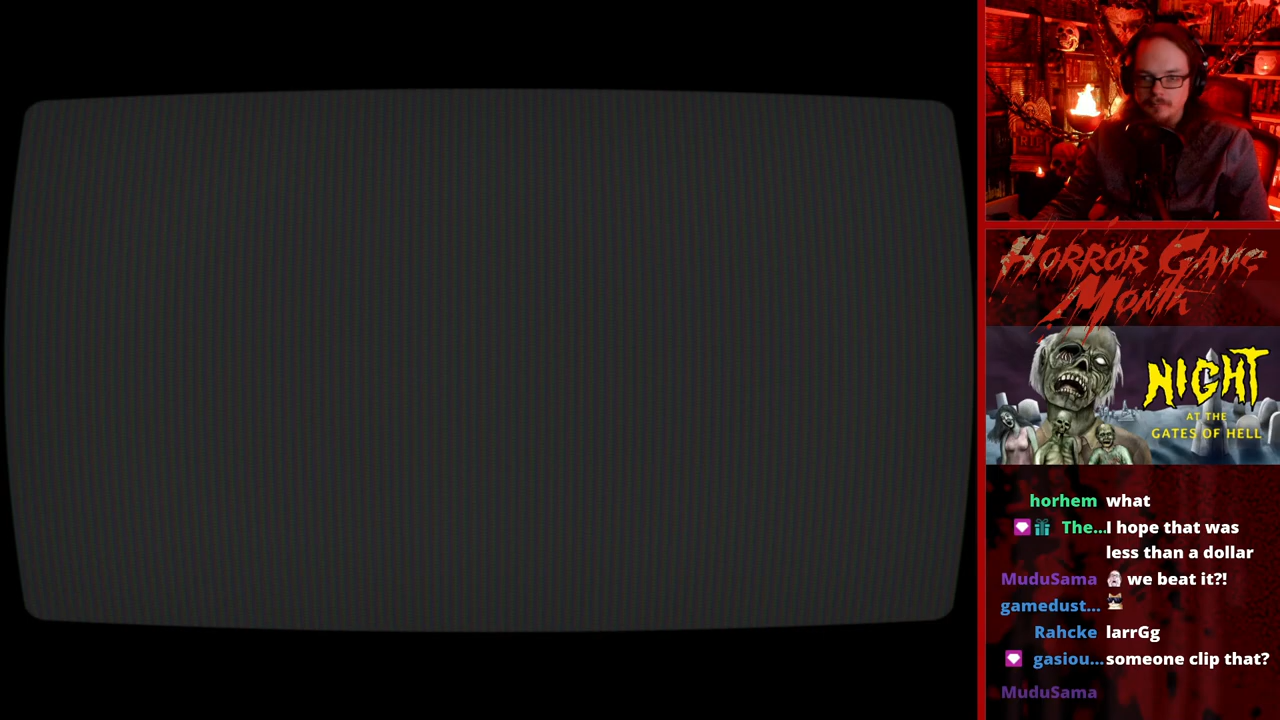 HORROR GAME
MONTH
NIGHT
AT THE
GATES OF HELL
horhem what
The... I hope that was
less than a dollar
MuduSama we beat it?!
gamedust...
Rahcke larrGg
gasiou... someone clip that?
MuduSama